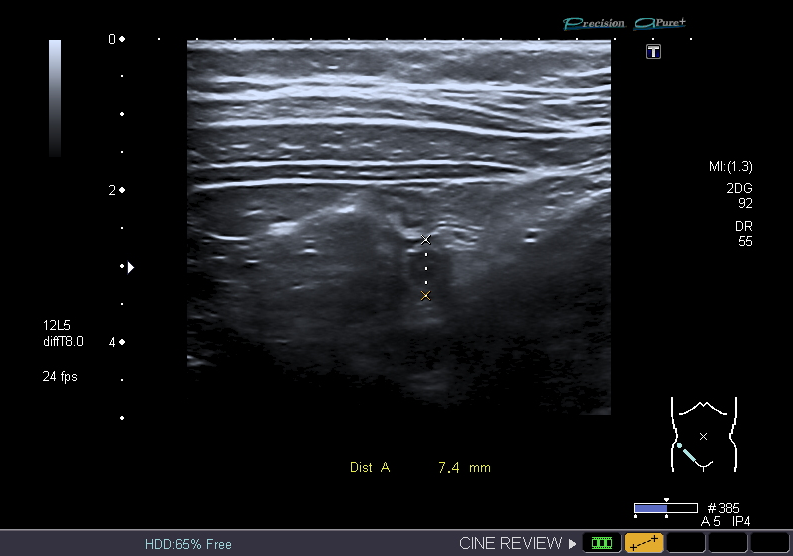 Precision APure+
0
T
MI:(1.3)
2DG
92
DR
55
2
12L5
diffT8.0
24 fps
4
Dist A 7.4 mm
#385
A 5 IP4
HDD:65% Free
CINE REVIEW